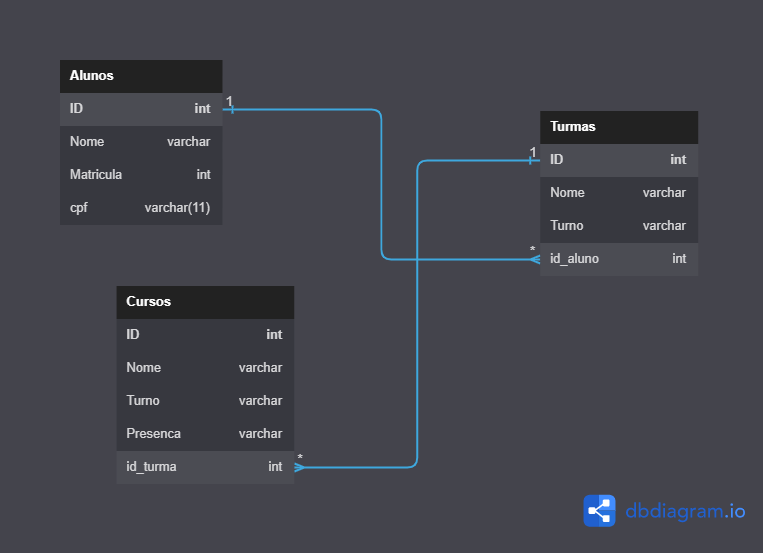 Alunos
ID int
Nome varchar
Matricula int
cpf varchar(11)
1
Turmas
1
ID int
Nome varchar
Turno varchar
*
id_aluno int
Cursos
ID int
Nome varchar
Turno varchar
Presenca varchar
*
id_turma int
dbdiagram.io